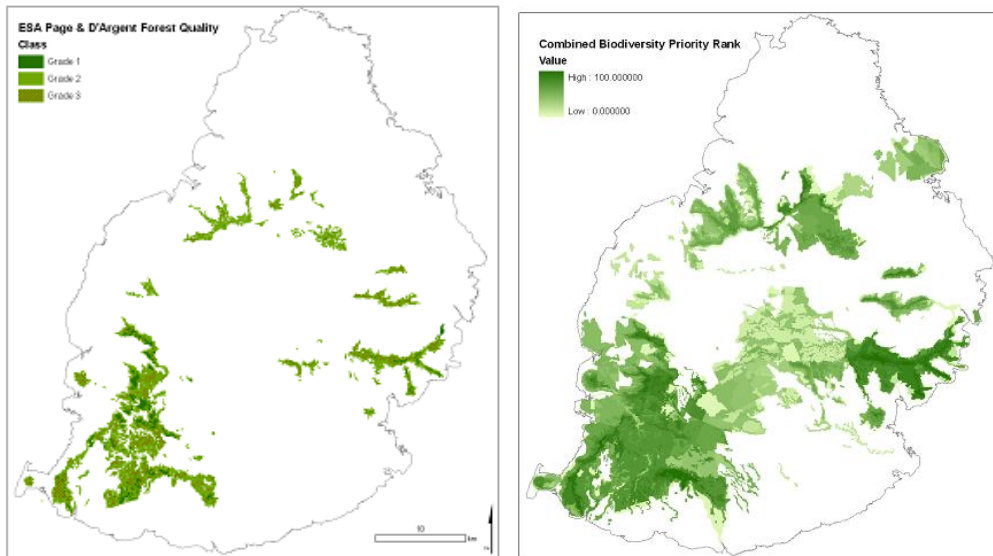 ESA Page & D'Argent Forest Quality
Class
Grade 1
Grade 2
Grade 3
10
km
Combined Biodiversity Priority Rank
Value
High : 100.000000
Low : 0.000000